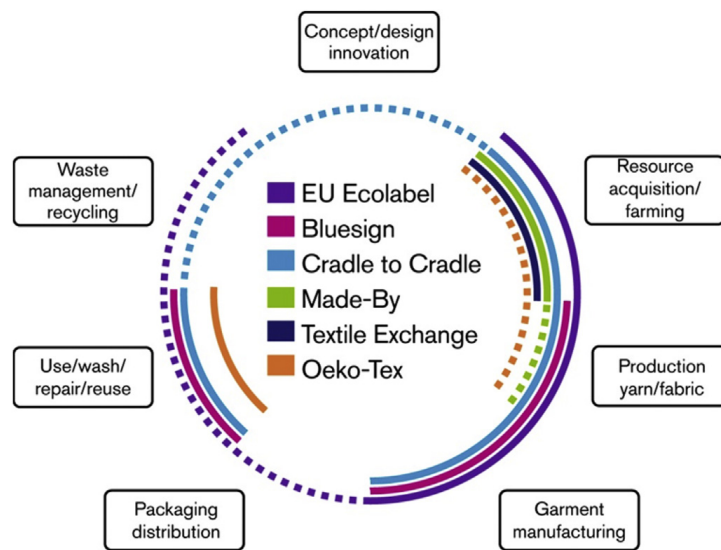 Concept/design
innovation
Waste
management/
recycling
Resource
acquisition/
farming
EU Ecolabel
Bluesign
Cradle to Cradle
Made-By
Textile Exchange
Oeko-Tex
Use/wash/
repair/reuse
Production
yarn/fabric
Packaging
distribution
Garment
manufacturing